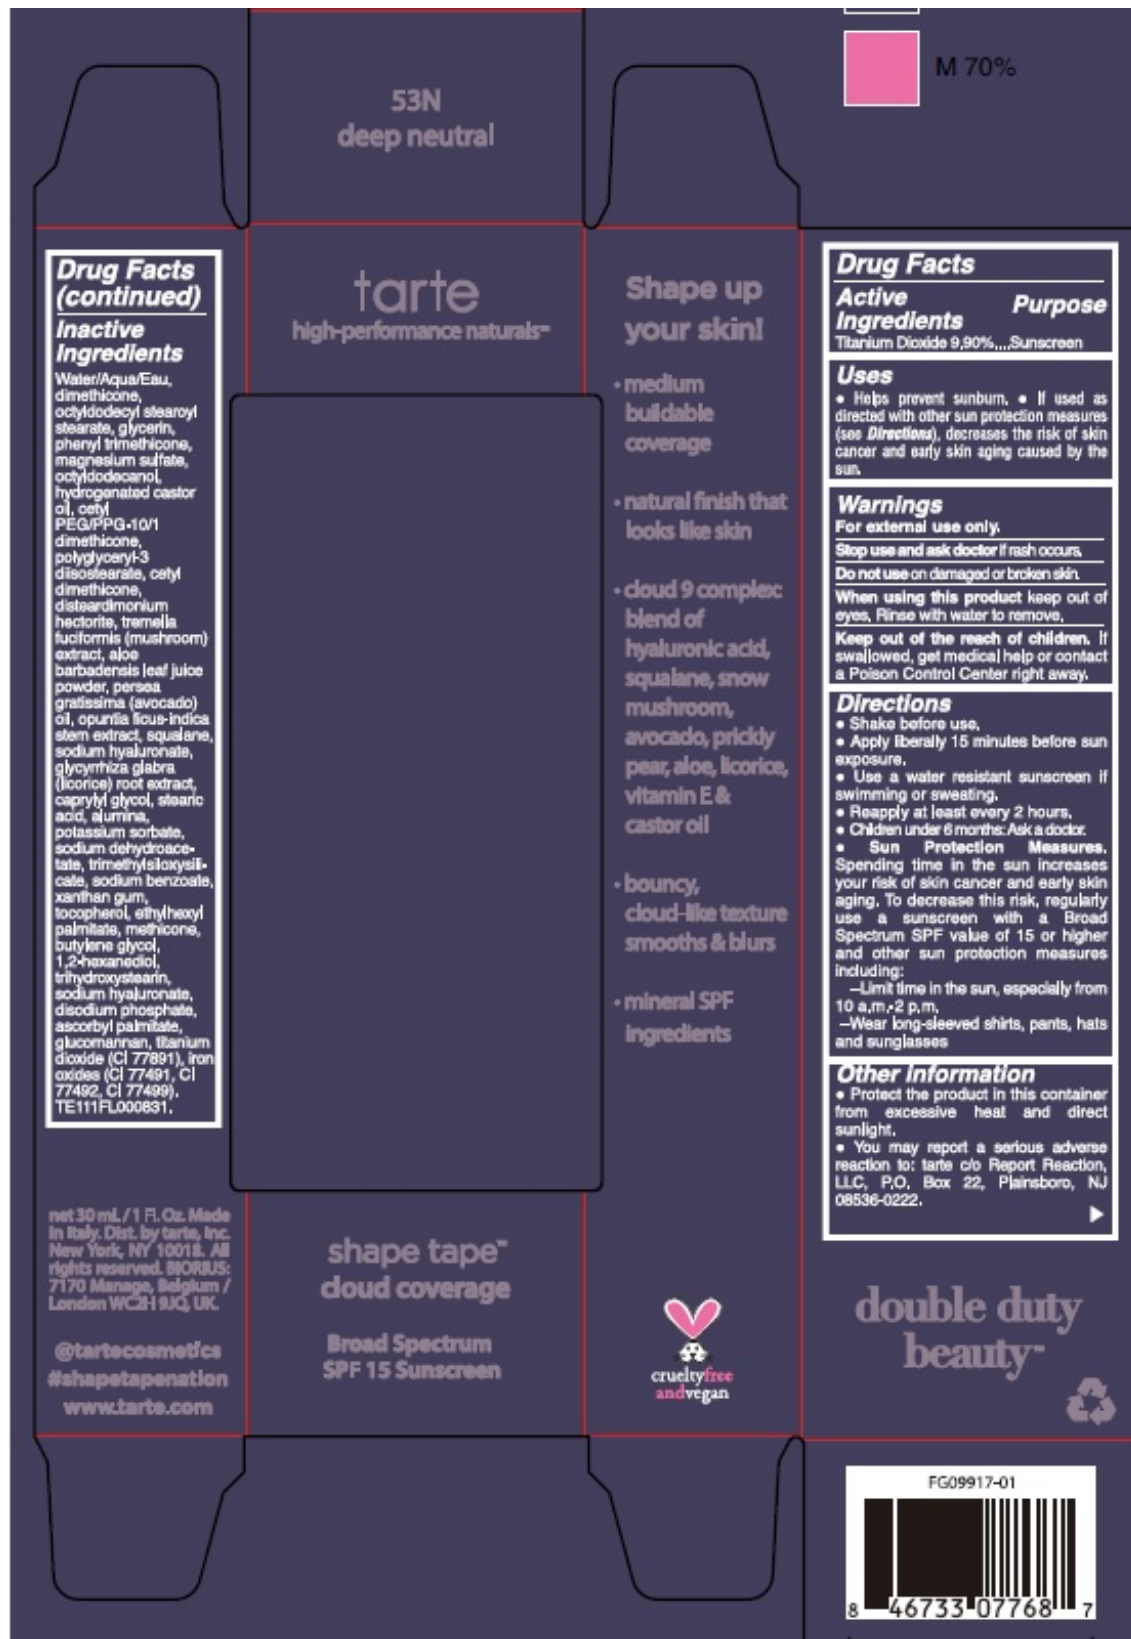 M 70%
53N
deep neutral
Drug Facts
(continued)
Inactive
Ingredients
Water/Aqua/Eau,
dimethicone,
octyldodecyl stearoyl
stearate, glycerin,
phenyl trimethicone,
magnesium sulfate,
octyldodecanol,
hydrogenated castor
oil, cetyl
PEG/PPG-10/1
dimethicone,
polyglyceryl-3
diisostearate, cetyl
dimethicone,
disteardimonium
hectorite, tremella
fuciformis (mushroom)
extract, aloe
barbadensis leaf juice
powder, persea
gratissima (avocado)
oil, opuntia ficus-indica
stem extract, squalane,
sodium hyaluronate,
glycyrrhiza glabra
(licorice) root extract,
caprylyl glycol, stearic
acid, alumina,
potassium sorbate,
sodium dehydroace-
tate, trimethylsiloxysili-
cate, sodium benzoate,
xanthan gum,
tocopherol, ethylhexyl
palmitate, methicone,
butylene glycol,
1,2-hexanediol,
trihydroxystearin,
sodium hyaluronate,
disodium phosphate,
ascorbyl palmitate,
glucomannan, titanium
dioxide (CI 77891), iron
oxides (CI 77491, CI
77492, CI 77499).
TE111FL000831.
net 30 mL / 1 Fl. Oz. Made
in Italy. Dist. by tarte, inc.
New York, NY 10018. All
rights reserved. BIORIUS:
7170 Manage, Belgium /
London WC2H 9JQ, UK.
@tartecosmetics
#shapetapenation
www.tarte.com
tarte
high-performance naturals™
shape tape™
cloud coverage
Broad Spectrum
SPF 15 Sunscreen
Shape up
your skin!
• medium
buildable
coverage
• natural finish that
looks like skin
• cloud 9 complex:
blend of
hyaluronic acid,
squalane, snow
mushroom,
avocado, prickly
pear, aloe, licorice,
vitamin E &
castor oil
• bouncy,
cloud-like texture
smooths & blurs
• mineral SPF
ingredients
crueltyfree
andvegan
Drug Facts
Active Purpose
Ingredients
Titanium Dioxide 9.90%....Sunscreen
Uses
● Helps prevent sunburn. ● If used as
directed with other sun protection measures
(see Directions), decreases the risk of skin
cancer and early skin aging caused by the
sun.
Warnings
For external use only.
Stop use and ask doctor if rash occurs.
Do not use on damaged or broken skin.
When using this product keep out of
eyes. Rinse with water to remove.
Keep out of the reach of children. If
swallowed, get medical help or contact
a Poison Control Center right away.
Directions
● Shake before use.
● Apply liberally 15 minutes before sun
exposure.
● Use a water resistant sunscreen if
swimming or sweating.
● Reapply at least every 2 hours.
● Children under 6 months: Ask a doctor.
● Sun Protection Measures.
Spending time in the sun increases
your risk of skin cancer and early skin
aging. To decrease this risk, regularly
use a sunscreen with a Broad
Spectrum SPF value of 15 or higher
and other sun protection measures
including:
–Limit time in the sun, especially from
10 a.m.-2 p.m.
–Wear long-sleeved shirts, pants, hats
and sunglasses
Other information
● Protect the product in this container
from excessive heat and direct
sunlight.
● You may report a serious adverse
reaction to: tarte c/o Report Reaction,
LLC, P.O. Box 22, Plainsboro, NJ
08536-0222.
double duty
beauty™
FG09917-01
8 46733 07768 7